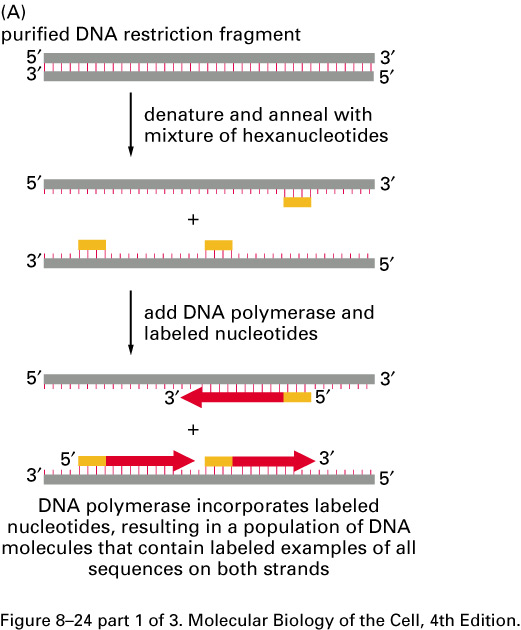 (A)
purified DNA restriction fragment
5′ 3′
3′ 5′
denature and anneal with
mixture of hexanucleotides
5′ 3′
+
3′ 5′
add DNA polymerase and
labeled nucleotides
5′ 3′
3′ 5′
+
5′ 3′
3′ 5′
DNA polymerase incorporates labeled
nucleotides, resulting in a population of DNA
molecules that contain labeled examples of all
sequences on both strands
Figure 8–24 part 1 of 3. Molecular Biology of the Cell, 4th Edition.